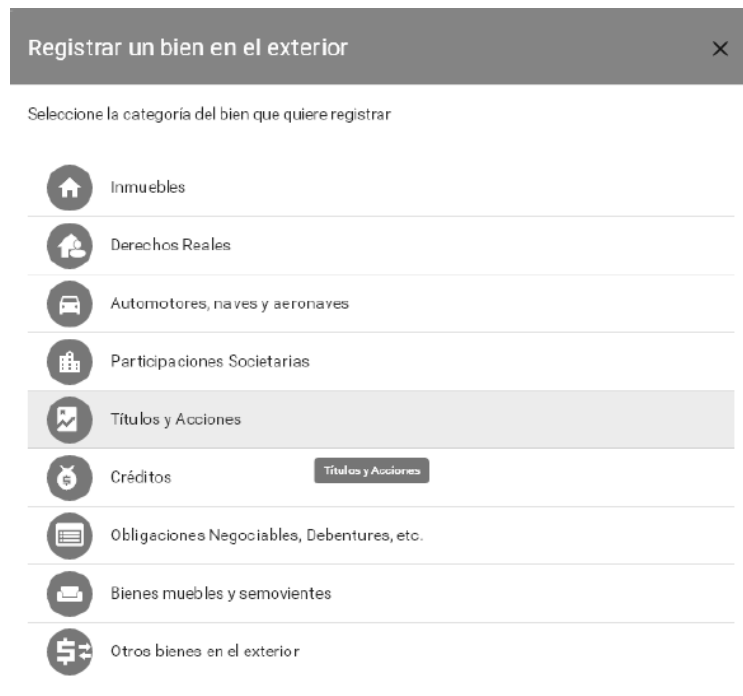 Registrar un bien en el exterior
Seleccione la categoría del bien que quiere registrar
Inmuebles
Derechos Reales
Automotores, naves y aeronaves
Participaciones Societarias
Títulos y Acciones
Créditos
Títulos y Acciones
Obligaciones Negociables, Debentures, etc.
Bienes muebles y semovientes
Otros bienes en el exterior